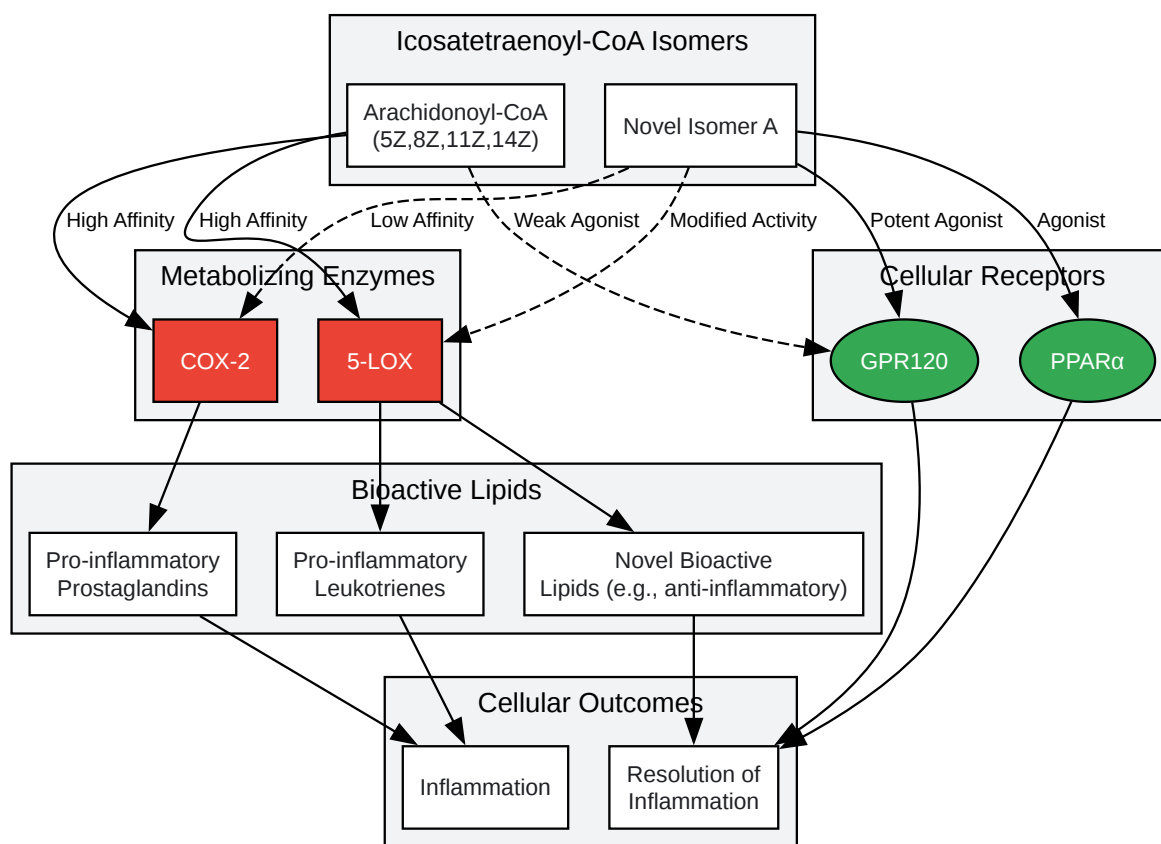 Icosatetraenoyl-CoA Isomers
Arachidonoyl-CoA
(5Z,8Z,11Z,14Z)
Novel Isomer A
High Affinity
High Affinity
Low Affinity
Weak Agonist
Modified Activity
Potent Agonist
Agonist
Metabolizing Enzymes
Cellular Receptors
COX-2
5-LOX
GPR120
PPARα
Bioactive Lipids
Pro-inflammatory
Prostaglandins
Pro-inflammatory
Leukotrienes
Novel Bioactive
Lipids (e.g., anti-inflammatory)
Cellular Outcomes
Inflammation
Resolution of
Inflammation